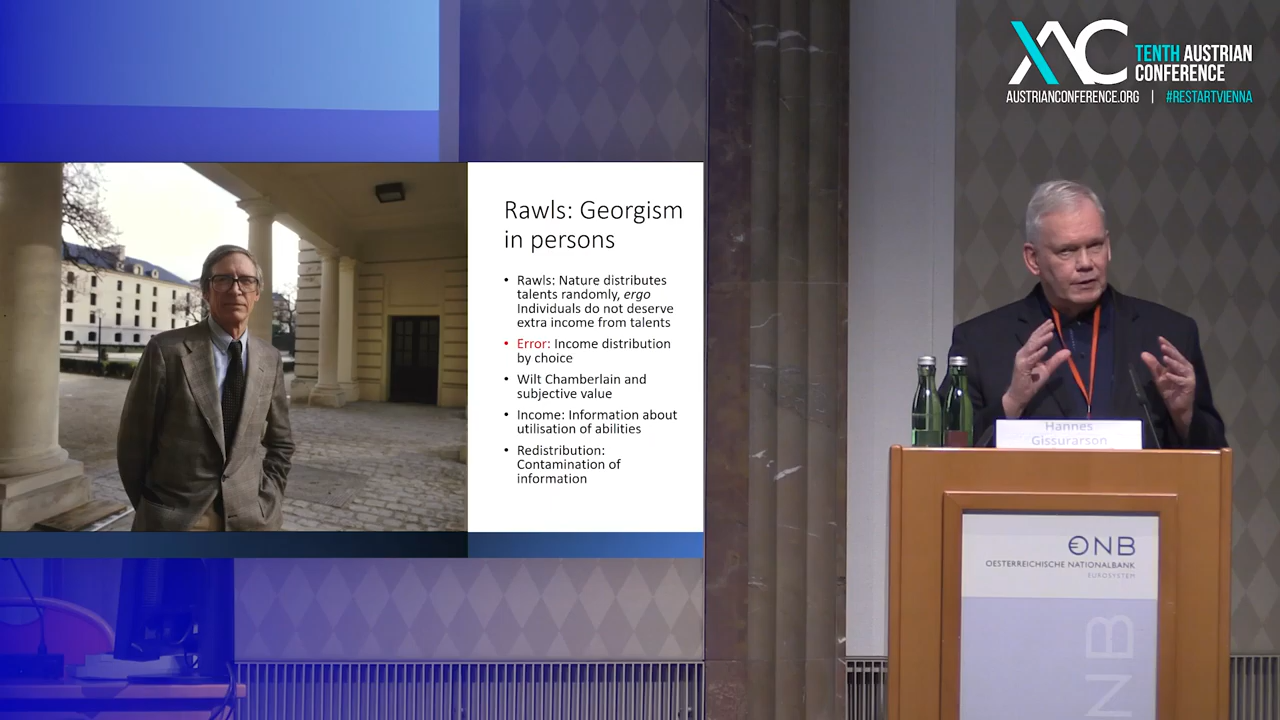 XAC
TENTH AUSTRIAN
CONFERENCE
AUSTRIANCONFERENCE.ORG | #RESTARTVIENNA
Rawls: Georgism
in persons
• Rawls: Nature distributes
talents randomly, ergo
Individuals do not deserve
extra income from talents
• Error: Income distribution
by choice
• Wilt Chamberlain and
subjective value
• Income: Information about
utilisation of abilities
• Redistribution:
Contamination of
information
Hannes
Gissurarson
ONB
OESTERREICHISCHE NATIONALBANK
EUROSYSTEM
NB